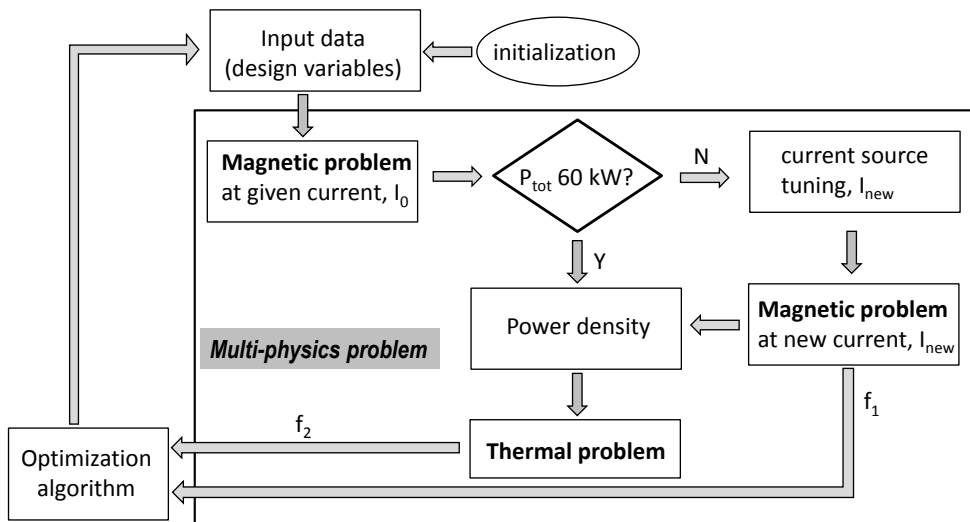 Input data
(design variables)
initialization
Magnetic problem
at given current, I₀
Pₜₒₜ 60 kW?
N
current source
tuning, Iₙₑw
Y
Power density
Magnetic problem
at new current, Iₙₑw
Multi-physics problem
f₁
f₂
Thermal problem
Optimization
algorithm